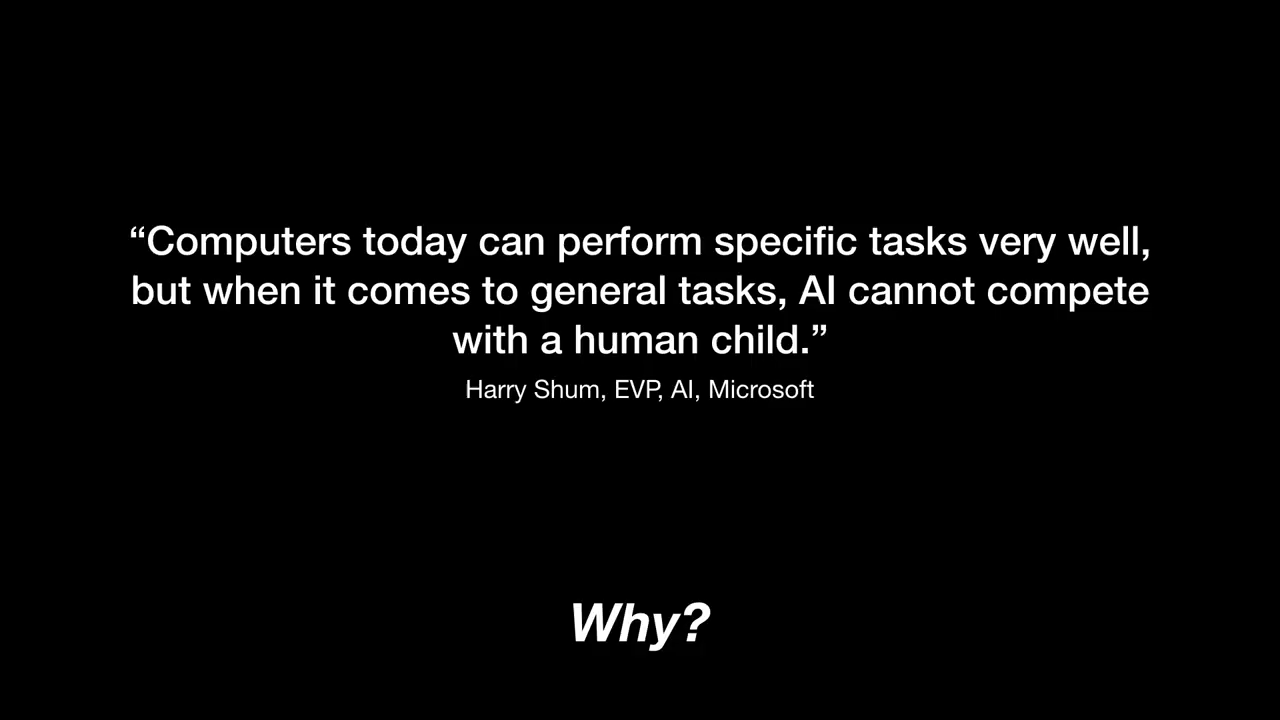 “Computers today can perform specific tasks very well,
but when it comes to general tasks, AI cannot compete
with a human child.”
Harry Shum, EVP, AI, Microsoft
Why?